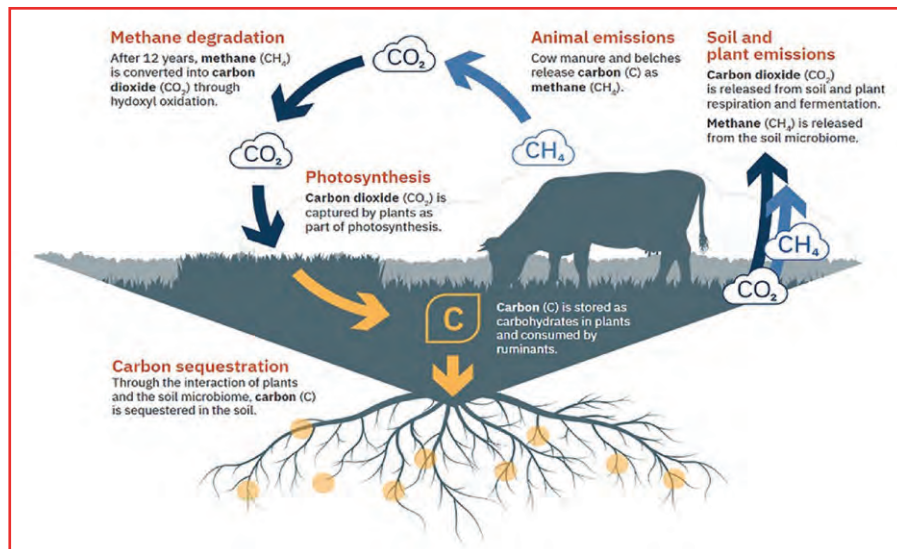 Methane degradation
After 12 years, methane (CH₄)
is converted into carbon
dioxide (CO₂) through
hydoxyl oxidation.
CO₂
Animal emissions
Cow manure and belches
release carbon (C) as
methane (CH₄).
Soil and
plant emissions
Carbon dioxide (CO₂)
is released from soil and plant
respiration and fermentation.
Methane (CH₄) is released
from the soil microbiome.
CO₂
CH₄
Photosynthesis
Carbon dioxide (CO₂) is
captured by plants as
part of photosynthesis.
CH₄
CO₂
C
Carbon (C) is stored as
carbohydrates in plants
and consumed by
ruminants.
Carbon sequestration
Through the interaction of plants
and the soil microbiome, carbon (C)
is sequestered in the soil.